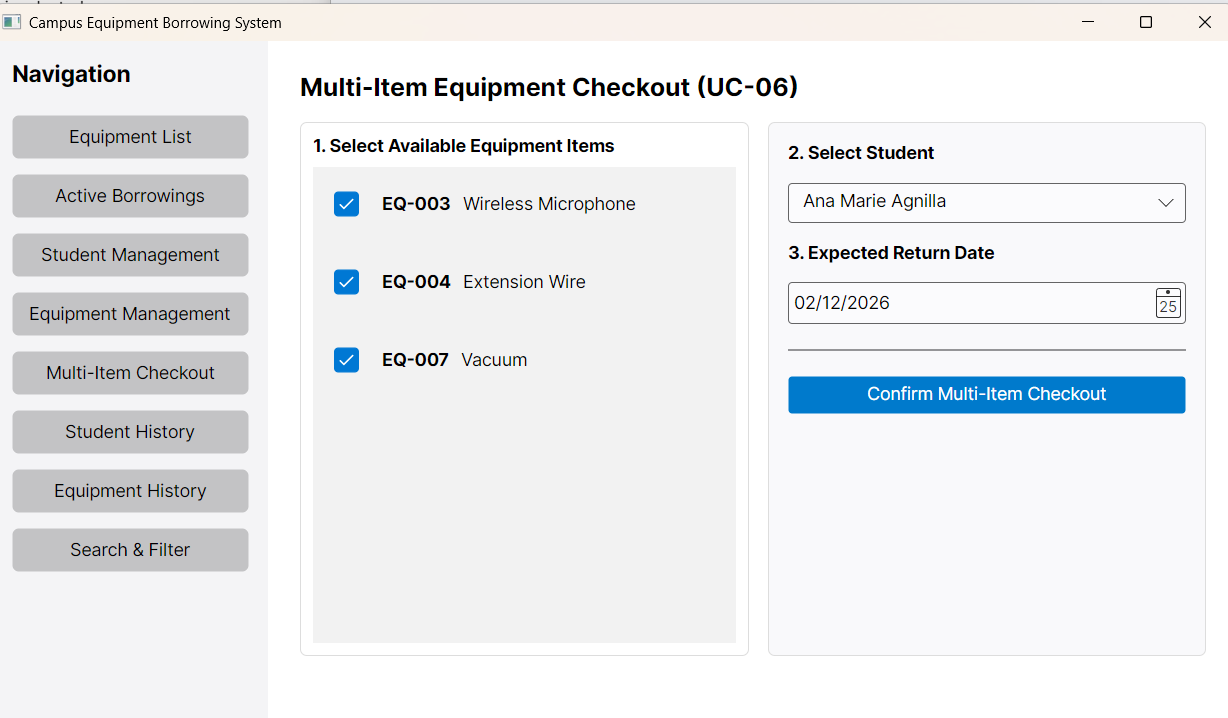 Campus Equipment Borrowing System
Navigation
Equipment List
Active Borrowings
Student Management
Equipment Management
Multi-Item Checkout
Student History
Equipment History
Search & Filter
Multi-Item Equipment Checkout (UC-06)
1. Select Available Equipment Items
EQ-003 Wireless Microphone
EQ-004 Extension Wire
EQ-007 Vacuum
2. Select Student
Ana Marie Agnilla
3. Expected Return Date
02/12/2026
25
Confirm Multi-Item Checkout